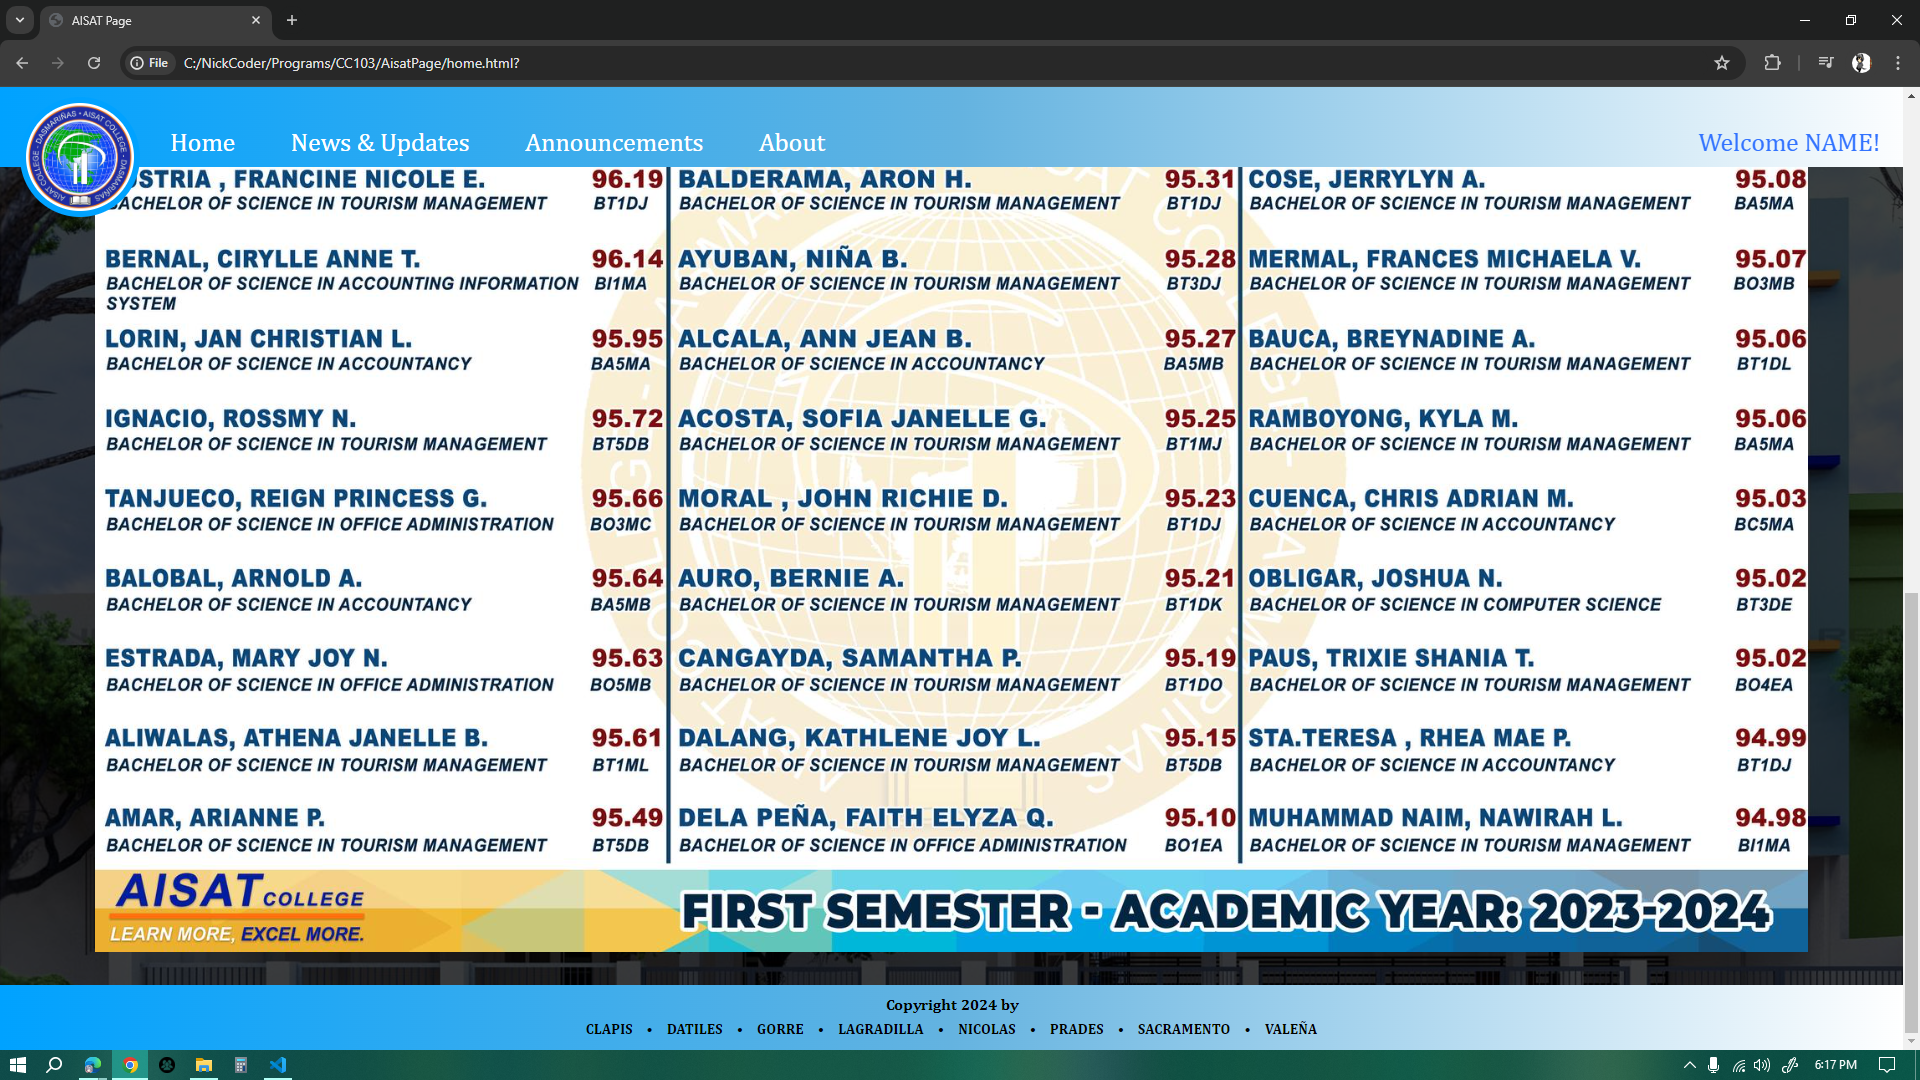 AISAT Page
File
C:/NickCoder/Programs/CC103/AisatPage/home.html?
DASMARIÑAS - AISAT COLLEGE - DASMARIÑAS AISAT COLLEGE
Home
News & Updates
Announcements
About
Welcome NAME!
OSTRIA , FRANCINE NICOLE E. 96.19
BACHELOR OF SCIENCE IN TOURISM MANAGEMENT BT1DJ
BERNAL, CIRYLLE ANNE T. 96.14
BACHELOR OF SCIENCE IN ACCOUNTING INFORMATION BI1MA
SYSTEM
LORIN, JAN CHRISTIAN L. 95.95
BACHELOR OF SCIENCE IN ACCOUNTANCY BA5MA
IGNACIO, ROSSMY N. 95.72
BACHELOR OF SCIENCE IN TOURISM MANAGEMENT BT5DB
TANJUECO, REIGN PRINCESS G. 95.66
BACHELOR OF SCIENCE IN OFFICE ADMINISTRATION BO3MC
BALOBAL, ARNOLD A. 95.64
BACHELOR OF SCIENCE IN ACCOUNTANCY BA5MB
ESTRADA, MARY JOY N. 95.63
BACHELOR OF SCIENCE IN OFFICE ADMINISTRATION BO5MB
ALIWALAS, ATHENA JANELLE B. 95.61
BACHELOR OF SCIENCE IN TOURISM MANAGEMENT BT1ML
AMAR, ARIANNE P. 95.49
BACHELOR OF SCIENCE IN TOURISM MANAGEMENT BT5DB
BALDERAMA, ARON H. 95.31
BACHELOR OF SCIENCE IN TOURISM MANAGEMENT BT1DJ
AYUBAN, NIÑA B. 95.28
BACHELOR OF SCIENCE IN TOURISM MANAGEMENT BT3DJ
ALCALA, ANN JEAN B. 95.27
BACHELOR OF SCIENCE IN ACCOUNTANCY BA5MB
ACOSTA, SOFIA JANELLE G. 95.25
BACHELOR OF SCIENCE IN TOURISM MANAGEMENT BT1MJ
MORAL , JOHN RICHIE D. 95.23
BACHELOR OF SCIENCE IN TOURISM MANAGEMENT BT1DJ
AURO, BERNIE A. 95.21
BACHELOR OF SCIENCE IN TOURISM MANAGEMENT BT1DK
CANGAYDA, SAMANTHA P. 95.19
BACHELOR OF SCIENCE IN TOURISM MANAGEMENT BT1DO
DALANG, KATHLENE JOY L. 95.15
BACHELOR OF SCIENCE IN TOURISM MANAGEMENT BT5DB
DELA PEÑA, FAITH ELYZA Q. 95.10
BACHELOR OF SCIENCE IN OFFICE ADMINISTRATION BO1EA
COSE, JERRYLYN A. 95.08
BACHELOR OF SCIENCE IN TOURISM MANAGEMENT BA5MA
MERMAL, FRANCES MICHAELA V. 95.07
BACHELOR OF SCIENCE IN TOURISM MANAGEMENT BO3MB
BAUCA, BREYNADINE A. 95.06
BACHELOR OF SCIENCE IN TOURISM MANAGEMENT BT1DL
RAMBOYONG, KYLA M. 95.06
BACHELOR OF SCIENCE IN TOURISM MANAGEMENT BA5MA
CUENCA, CHRIS ADRIAN M. 95.03
BACHELOR OF SCIENCE IN ACCOUNTANCY BC5MA
OBLIGAR, JOSHUA N. 95.02
BACHELOR OF SCIENCE IN COMPUTER SCIENCE BT3DE
PAUS, TRIXIE SHANIA T. 95.02
BACHELOR OF SCIENCE IN TOURISM MANAGEMENT BO4EA
STA.TERESA , RHEA MAE P. 94.99
BACHELOR OF SCIENCE IN ACCOUNTANCY BT1DJ
MUHAMMAD NAIM, NAWIRAH L. 94.98
BACHELOR OF SCIENCE IN TOURISM MANAGEMENT BI1MA
AISAT COLLEGE
LEARN MORE, EXCEL MORE.
FIRST SEMESTER - ACADEMIC YEAR: 2023-2024
Copyright 2024 by
CLAPIS • DATILES • GORRE • LAGRADILLA • NICOLAS • PRADES • SACRAMENTO • VALEÑA
6:17 PM